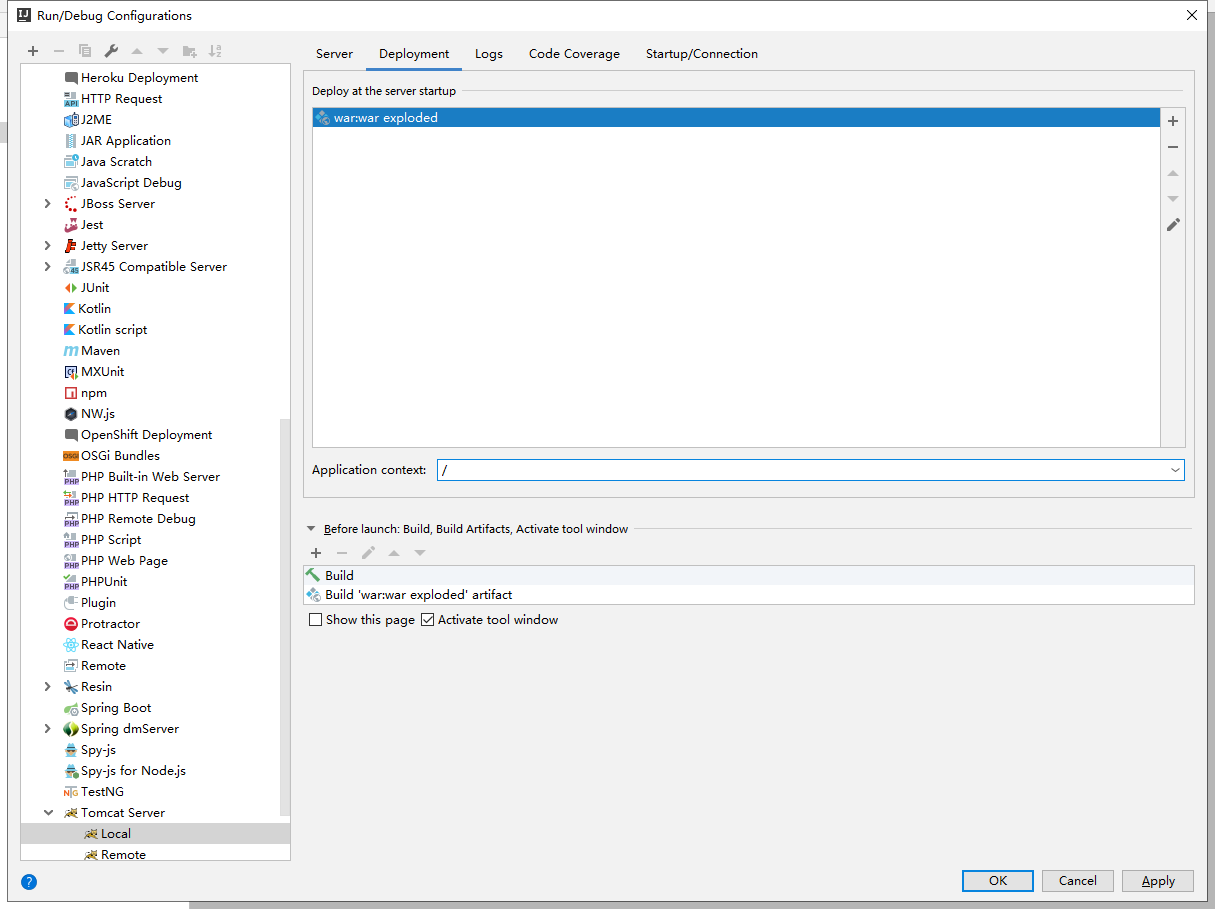 Run/Debug Configurations
Heroku Deployment
HTTP Request
J2ME
JAR Application
Java Scratch
JavaScript Debug
JBoss Server
Jest
Jetty Server
JSR45 Compatible Server
JUnit
Kotlin
Kotlin script
Maven
MXUnit
npm
NW.js
OpenShift Deployment
OSGi Bundles
PHP Built-in Web Server
PHP HTTP Request
PHP Remote Debug
PHP Script
PHP Web Page
PHPUnit
Plugin
Protractor
React Native
Remote
Resin
Spring Boot
Spring dmServer
Spy-js
Spy-js for Node.js
TestNG
Tomcat Server
Local
Remote
Server Deployment Logs Code Coverage Startup/Connection
Deploy at the server startup
war:war exploded
Application context: /
Before launch: Build, Build Artifacts, Activate tool window
Build
Build 'war:war exploded' artifact
Show this page Activate tool window
? OK Cancel Apply